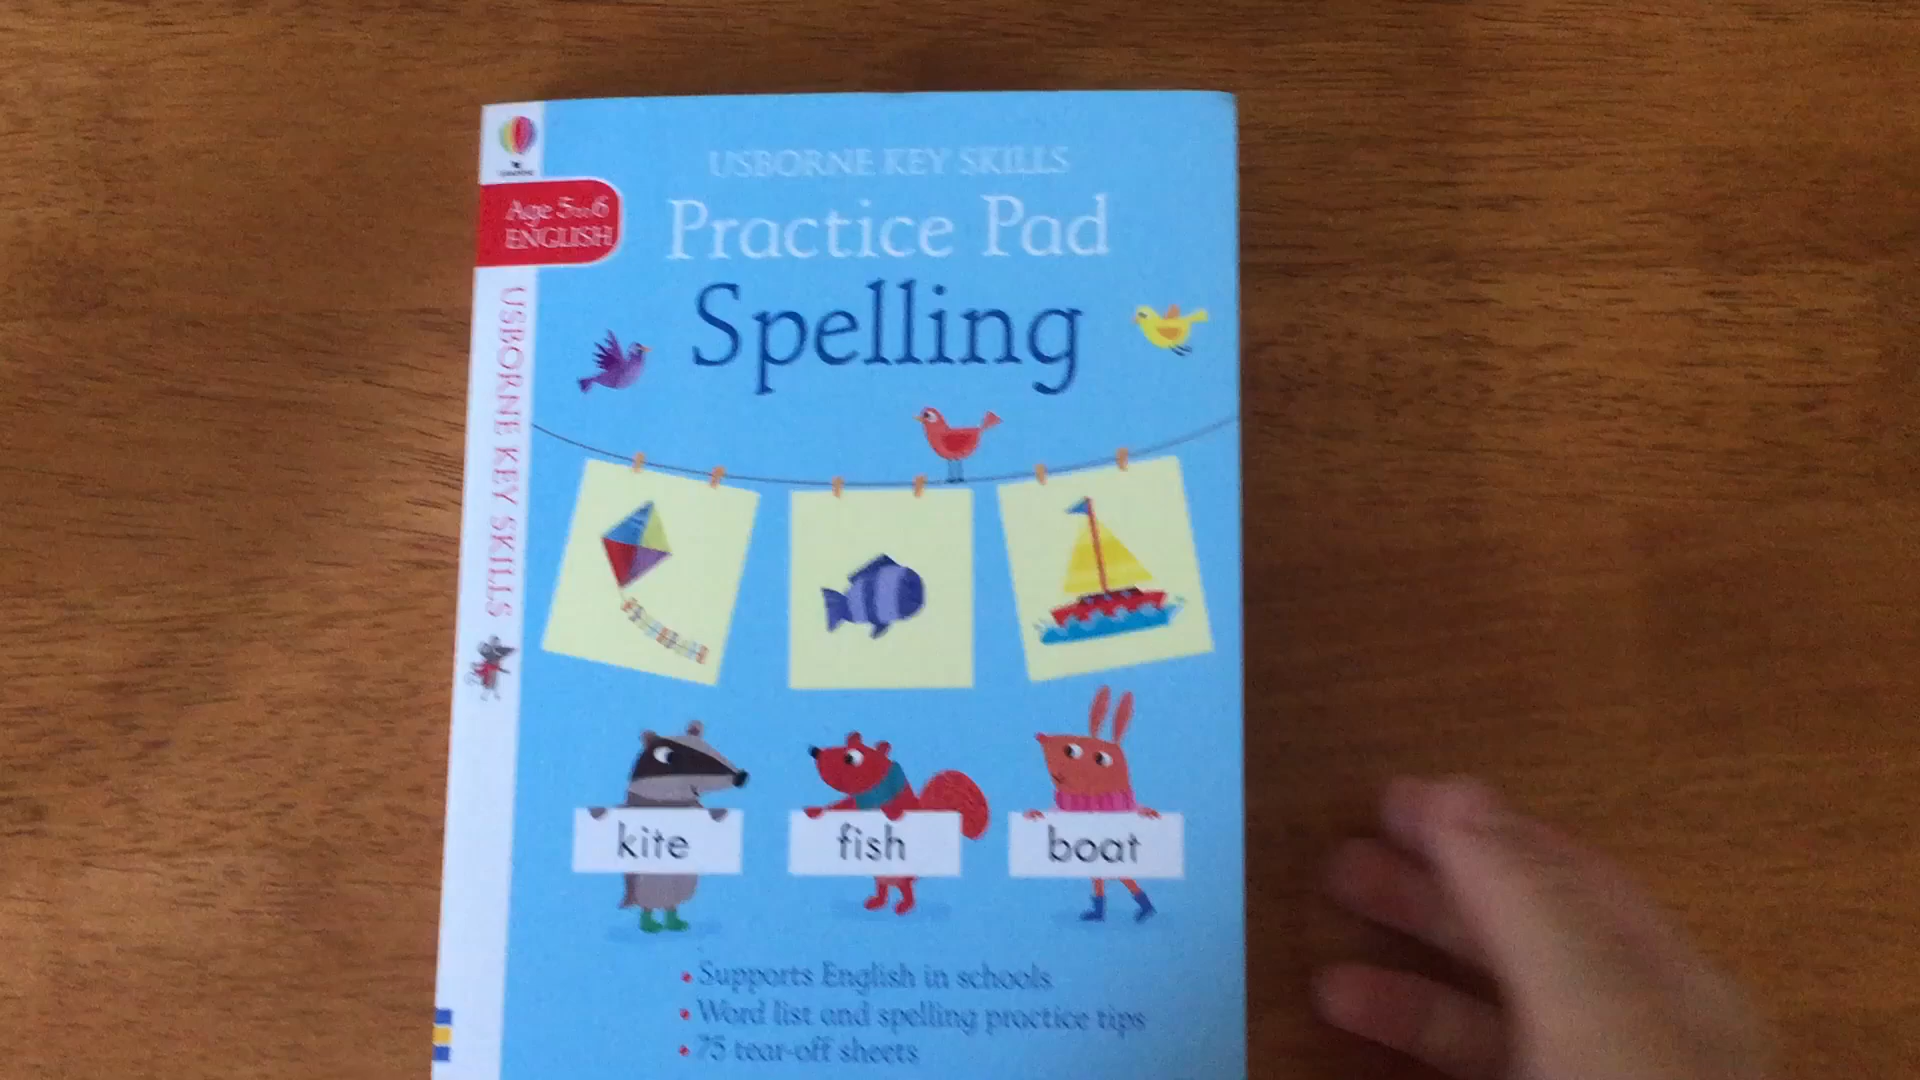 Age 5 to 6
ENGLISH
USBORNE KEY SKILLS
USBORNE KEY SKILLS
Practice Pad
Spelling
kite
fish
boat
• Supports English in schools
• Word list and spelling practice tips
• 75 tear-off sheets